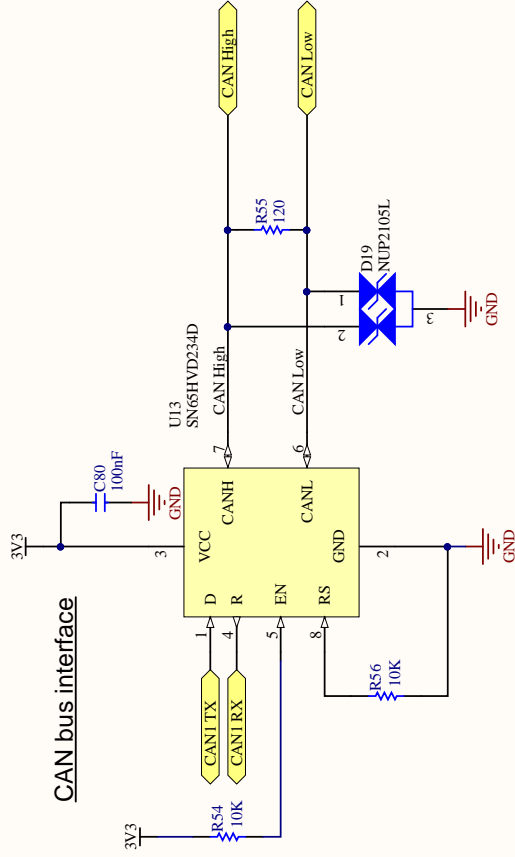 CAN bus interface
3V3
C80
100nF
GND
3
VCC
U13
SN65HVD234D
CAN1 TX
1
D
CANH
7
CAN High
CAN High
CAN1 RX
4
R
R55
120
3V3
R54
10K
5
EN
CANL
6
CAN Low
CAN Low
8
RS
GND
2
R56
10K
GND
2
1
D19
NUP2105L
3
GND